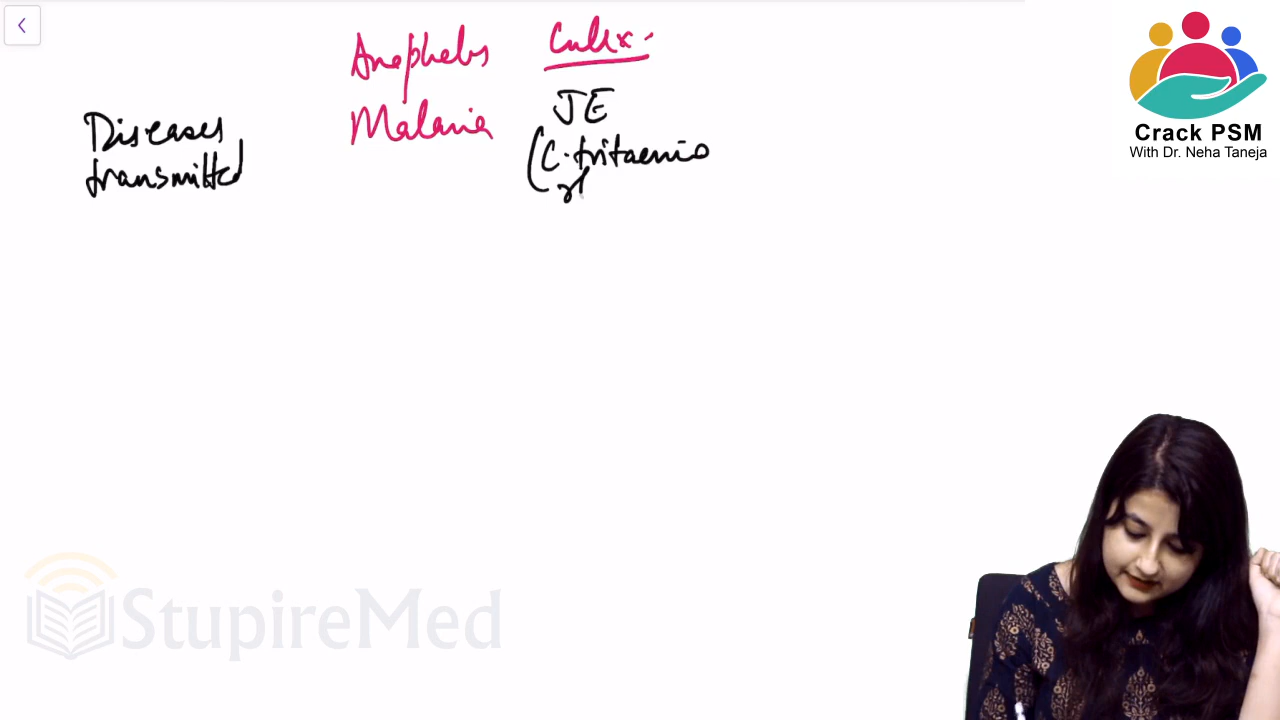 Anopheles Culex
Diseases transmitted
Malaria
JE
(C. tritaenio
Crack PSM
With Dr. Neha Taneja
StupireMed